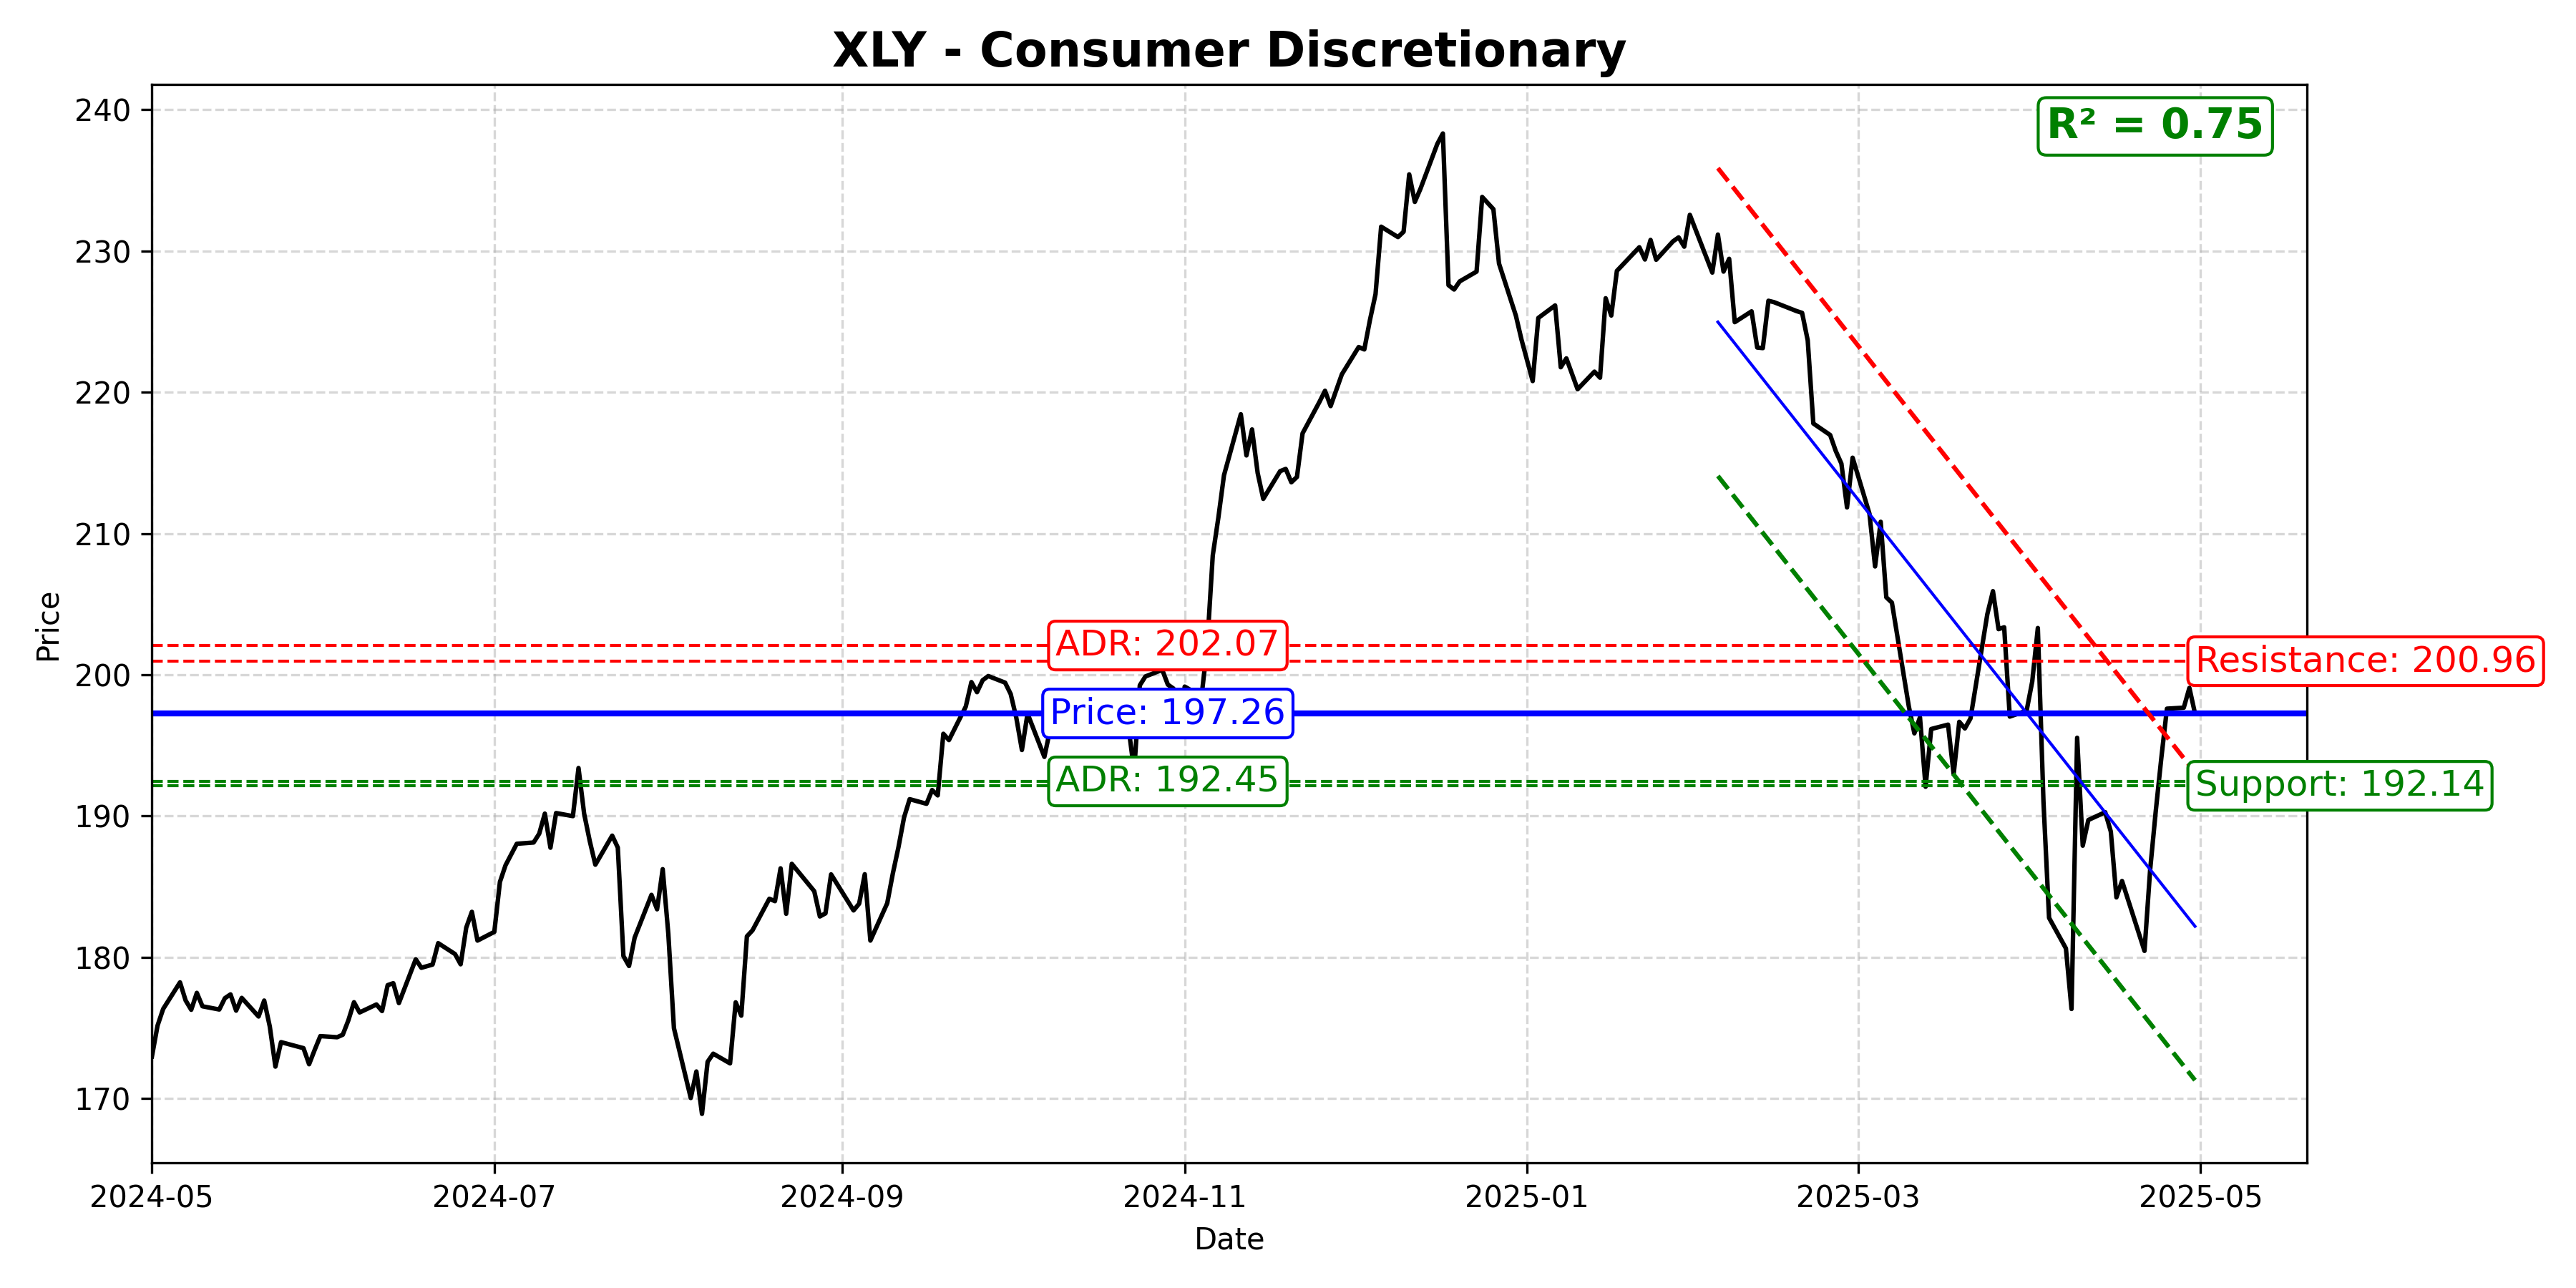 XLY - Consumer Discretionary
R² = 0.75
240
230
220
210
200
190
180
170
Price
ADR: 202.07
Resistance: 200.96
Price: 197.26
ADR: 192.45
Support: 192.14
2024-05
2024-07
2024-09
2024-11
2025-01
2025-03
2025-05
Date